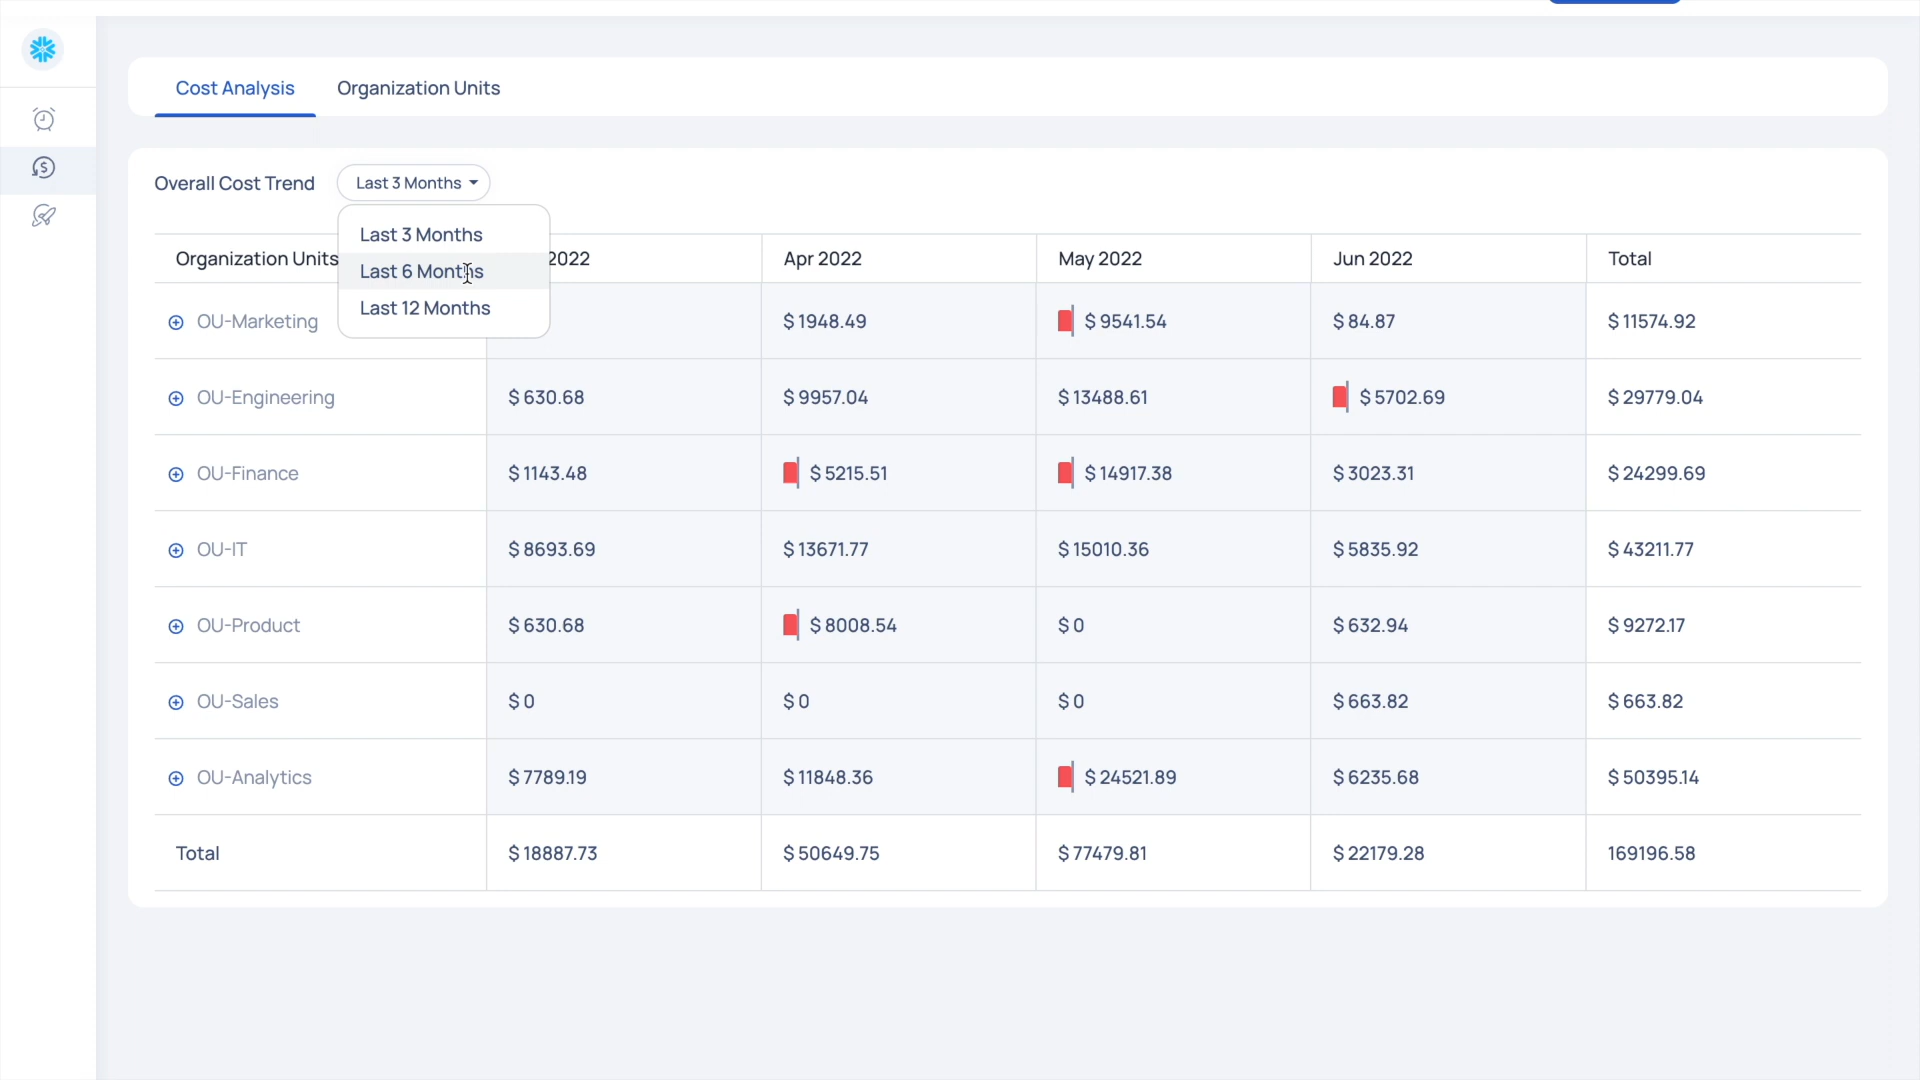 Cost Analysis Organization Units
Overall Cost Trend Last 3 Months
Last 3 Months
Last 6 Months
Last 12 Months
Organization Units 2022 Apr 2022 May 2022 Jun 2022 Total
OU-Marketing $ 1948.49 $ 9541.54 $ 84.87 $ 11574.92
OU-Engineering $ 630.68 $ 9957.04 $ 13488.61 $ 5702.69 $ 29779.04
OU-Finance $ 1143.48 $ 5215.51 $ 14917.38 $ 3023.31 $ 24299.69
OU-IT $ 8693.69 $ 13671.77 $ 15010.36 $ 5835.92 $ 43211.77
OU-Product $ 630.68 $ 8008.54 $ 0 $ 632.94 $ 9272.17
OU-Sales $ 0 $ 0 $ 0 $ 663.82 $ 663.82
OU-Analytics $ 7789.19 $ 11848.36 $ 24521.89 $ 6235.68 $ 50395.14
Total $ 18887.73 $ 50649.75 $ 77479.81 $ 22179.28 169196.58